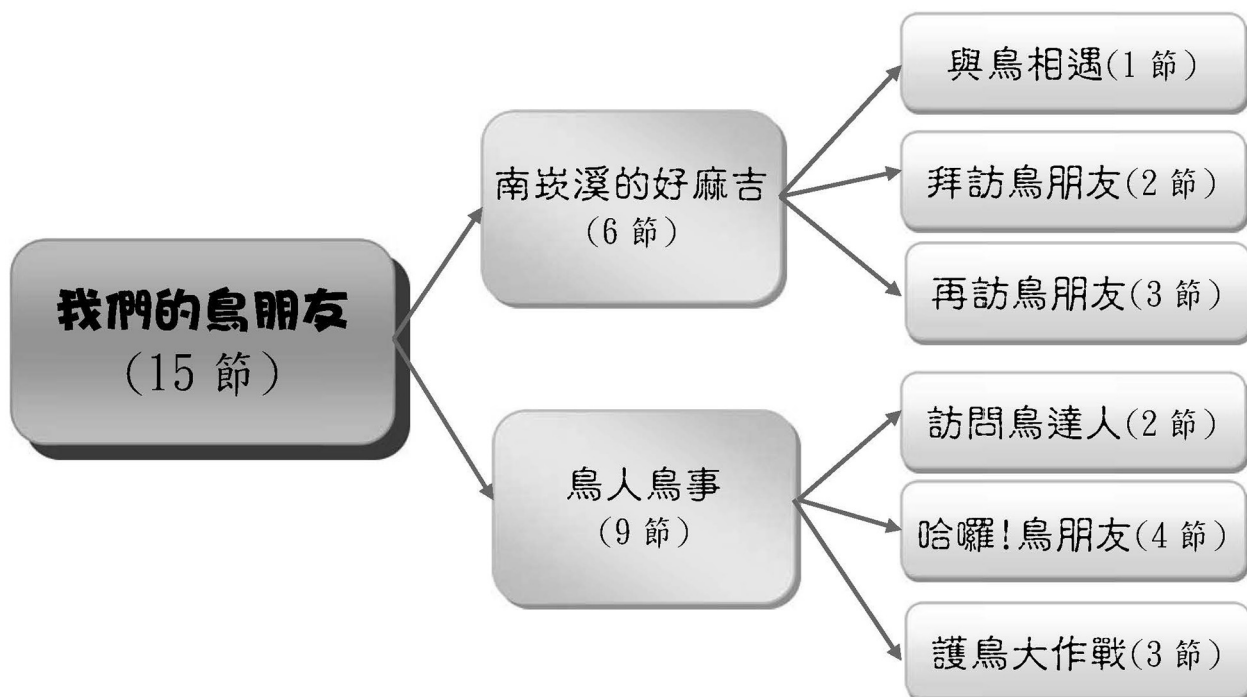 我們的鳥朋友
(15 節)
南崁溪的好麻吉
(6 節)
與鳥相遇(1 節)
拜訪鳥朋友(2 節)
再訪鳥朋友(3 節)
鳥人鳥事
(9 節)
訪問鳥達人(2 節)
哈囉!鳥朋友(4 節)
護鳥大作戰(3 節)